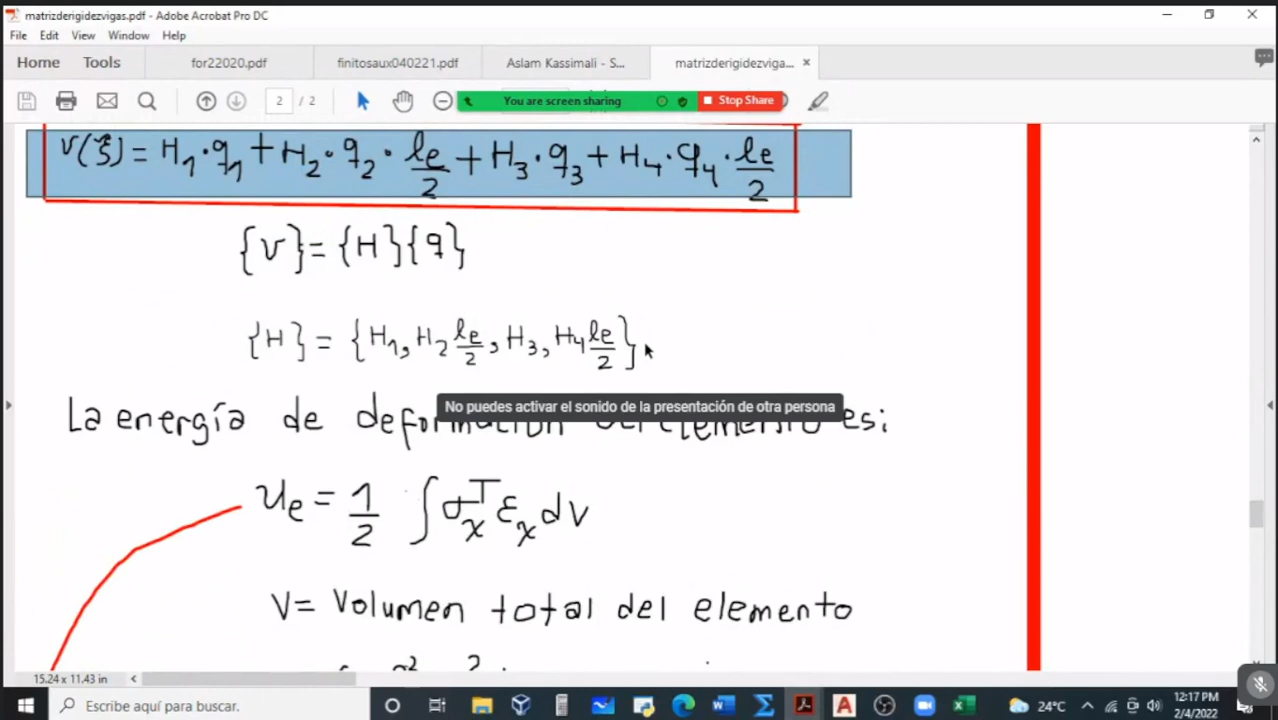 matrizderigidezvigas.pdf - Adobe Acrobat Pro DC
File Edit View Window Help
Home Tools for22020.pdf finitosaux040221.pdf Aslam Kassimali - S... matrizderigidezviga... ×
2 / 2 You are screen sharing Stop Share
V(ξ)= H₁·q₁+H₂·q₂·le/2+H₃·q₃+H₄·q₄·le/2
{V}={H}{q}
{H} = {H₁, H₂ le/2, H₃, H₄ le/2}
No puedes activar el sonido de la presentación de otra persona
La energía de deformación del elemento es:
Ue = 1/2 ∫σxᵀ εx dv
V= Volumen total del elemento
15.24 x 11.43 in
Escribe aquí para buscar. 24°C 12:17 PM
2/4/2022